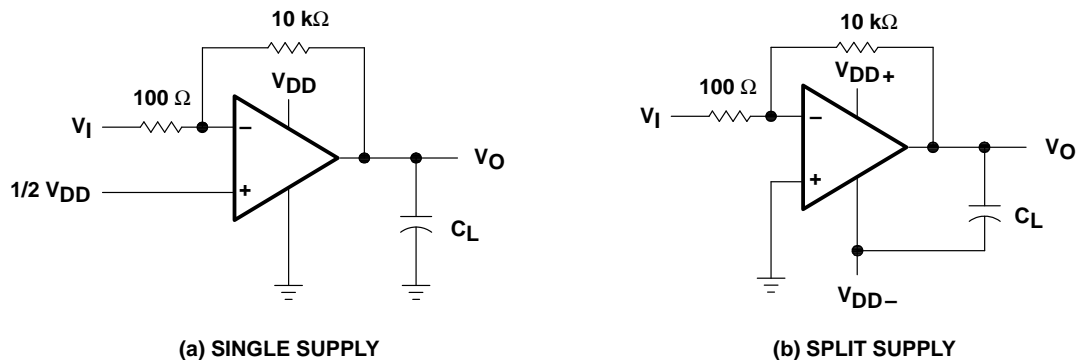 10 kΩ
VDD
100 Ω
VI
−
+
1/2 VDD
VO
CL
(a) SINGLE SUPPLY
10 kΩ
VDD+
100 Ω
VI
−
+
VO
CL
VDD−
(b) SPLIT SUPPLY